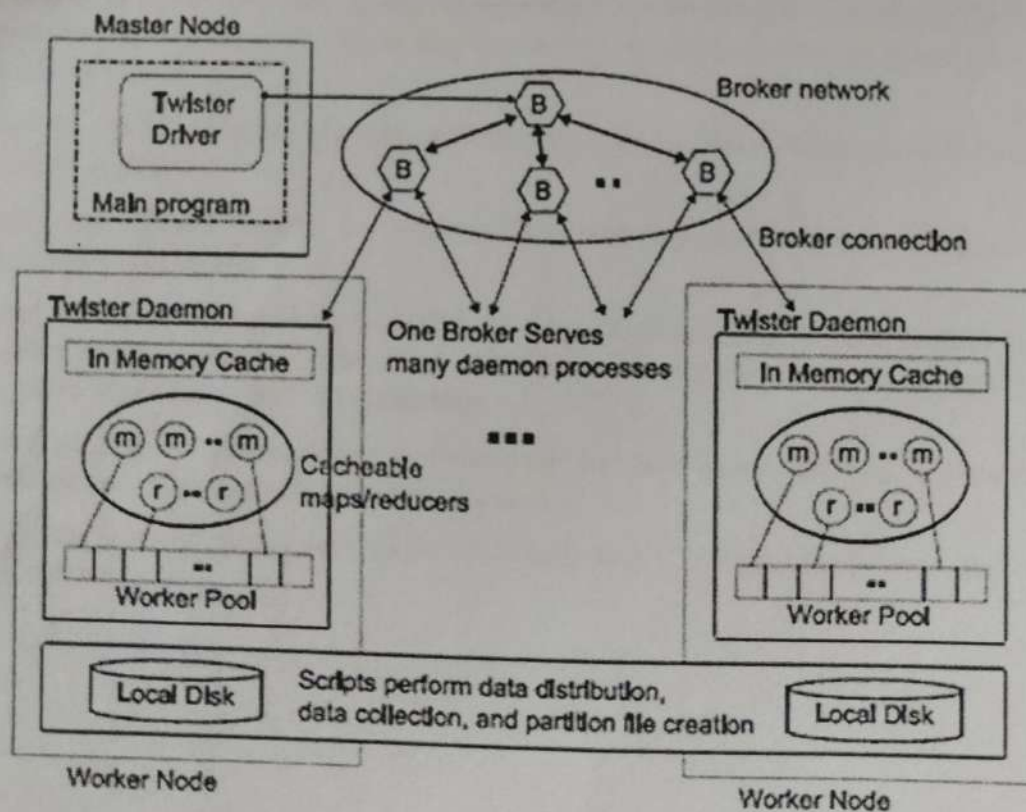 Master Node
Twister
Driver
Main program
B
B
B
B
Broker network
Broker connection
Twister Daemon
In Memory Cache
m m m
r r
Cacheable
maps/reducers
Worker Pool
One Broker Serves
many daemon processes
Twister Daemon
In Memory Cache
m m m
r r
Worker Pool
Local Disk
Scripts perform data distribution,
data collection, and partition file creation
Local Disk
Worker Node
Worker Node